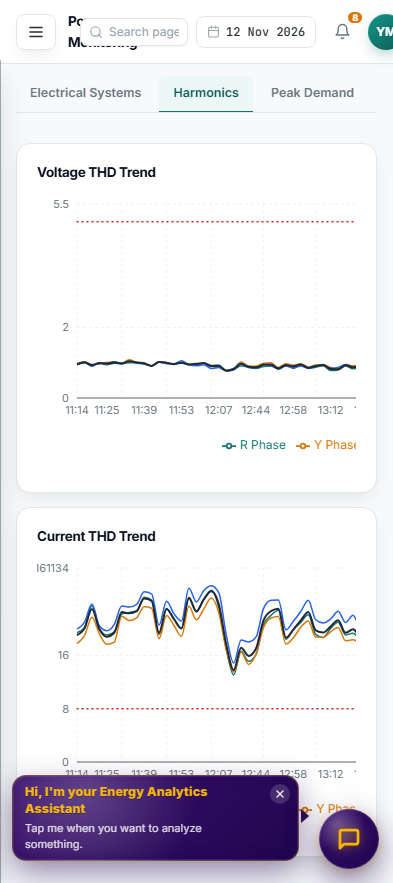 Monitoring
Search page
12 Nov 2026
8
YM
Electrical Systems
Harmonics
Peak Demand
Voltage THD Trend
5.5
2
0
11:14 11:25 11:39 11:53 12:07 12:44 12:58 13:12
R Phase Y Phase
Current THD Trend
161134
16
8
0
11:14 11:25 11:39 11:53 12:07 12:44 12:58 13:12
Y Phas
Hi, I'm your Energy Analytics
Assistant
Tap me when you want to analyze
something.